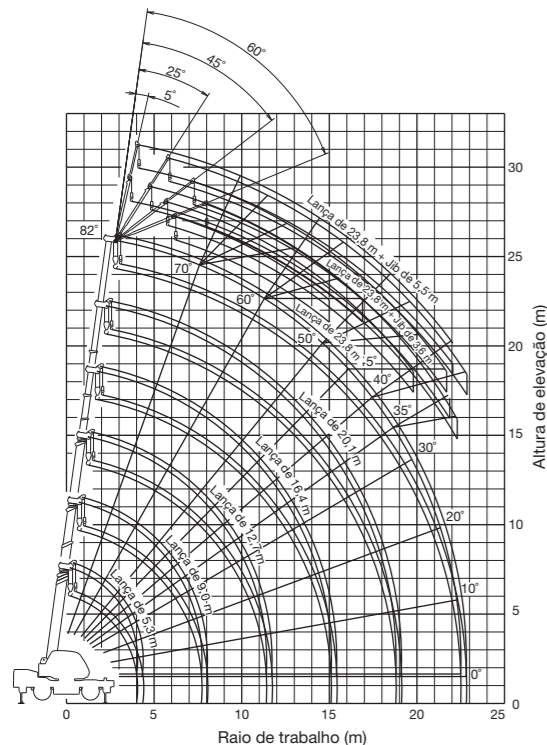 60°
45°
25°
5°
82°
70°
60°
50°
5°
40°
35°
30°
20°
10°
0°
Lança de 23,8 m + Jib de 5,5 m
Lança de 23,8 m + Jib de 3,6 m
Lança de 23,8 m
Lança de 20,1 m
Lança de 16,4 m
Lança de 12,7 m
Lança de 9,0 m
Lança de 5,3 m
30
25
20
15
10
5
0
Altura de elevação (m)
0 5 10 15 20 25
Raio de trabalho (m)